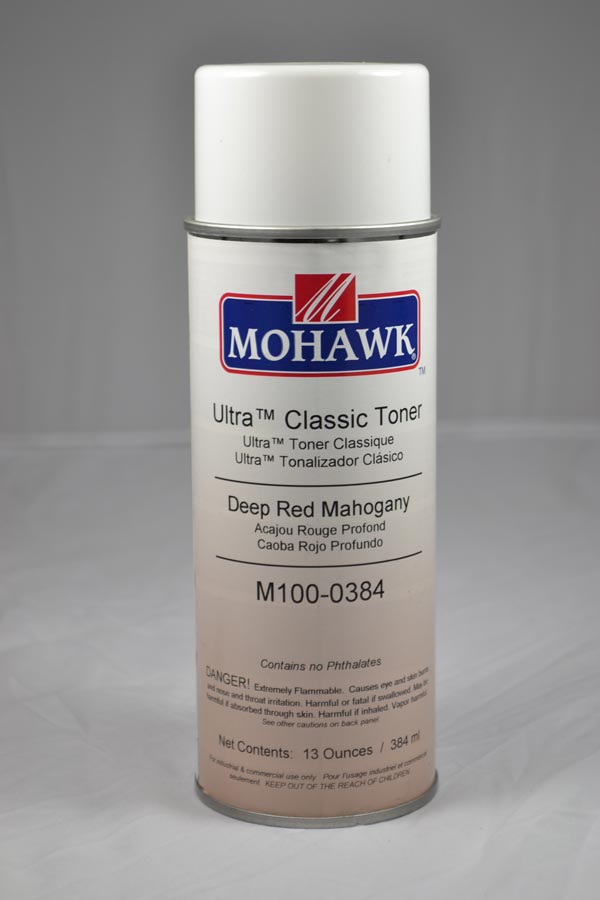 M
MOHAWK®
™
Ultra™ Classic Toner
Ultra™ Toner Classique
Ultra™ Tonalizador Clásico
Deep Red Mahogany
Acajou Rouge Profond
Caoba Rojo Profundo
M100-0384
Contains no Phthalates
DANGER! Extremely Flammable. Causes eye and skin burns
and nose and throat irritation. Harmful or fatal if swallowed. May be
harmful if absorbed through skin. Harmful if inhaled. Vapor harmful.
See other cautions on back panel.
Net Contents: 13 Ounces / 384 ml
For industrial & commercial use only Pour l'usage industriel et commercial
seulement KEEP OUT OF THE REACH OF CHILDREN.